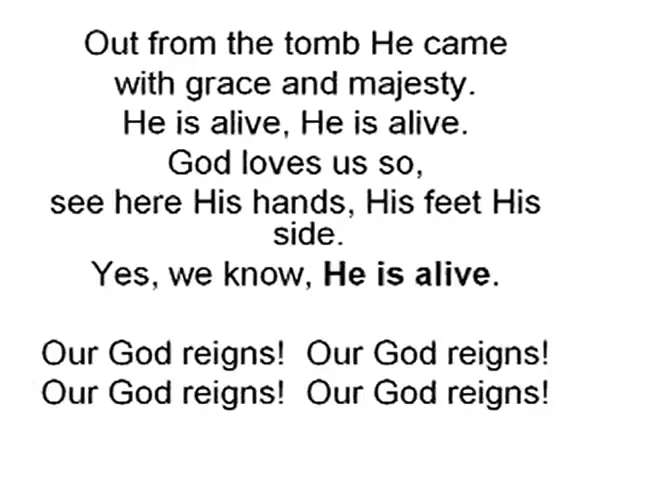 Out from the tomb He came
with grace and majesty.
He is alive, He is alive.
God loves us so,
see here His hands, His feet His
side.
Yes, we know, He is alive.
Our God reigns!  Our God reigns!
Our God reigns!  Our God reigns!